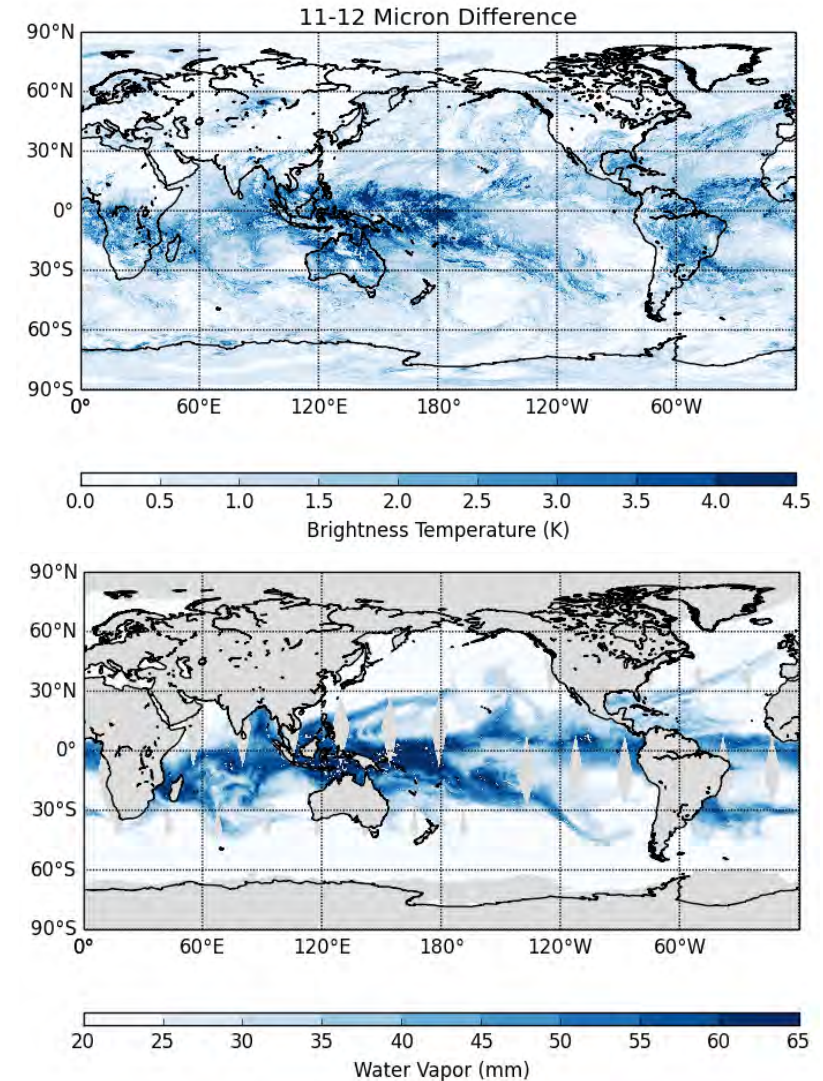 11-12 Micron Difference
90°N
60°N
30°N
0°
30°S
60°S
90°S
0° 60°E 120°E 180° 120°W 60°W
0.0 0.5 1.0 1.5 2.0 2.5 3.0 3.5 4.0 4.5
Brightness Temperature (K)
90°N
60°N
30°N
0°
30°S
60°S
90°S
0° 60°E 120°E 180° 120°W 60°W
20 25 30 35 40 45 50 55 60 65
Water Vapor (mm)